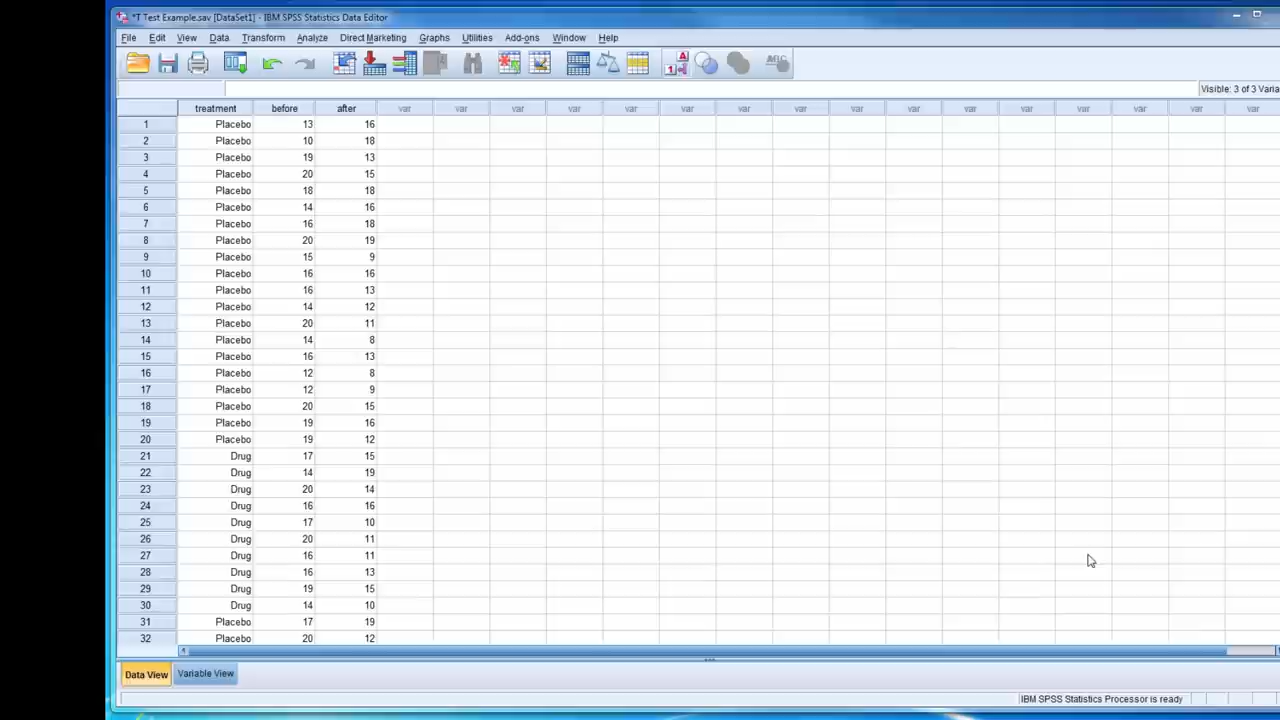 *T Test Example.sav [DataSet1] - IBM SPSS Statistics Data Editor
File Edit View Data Transform Analyze Direct Marketing Graphs Utilities Add-ons Window Help
Visible: 3 of 3 Varia
treatment before after var var var var var var var var var var var var var var var var
1 Placebo 13 16
2 Placebo 10 18
3 Placebo 19 13
4 Placebo 20 15
5 Placebo 18 18
6 Placebo 14 16
7 Placebo 16 18
8 Placebo 20 19
9 Placebo 15 9
10 Placebo 16 16
11 Placebo 16 13
12 Placebo 14 12
13 Placebo 20 11
14 Placebo 14 8
15 Placebo 16 13
16 Placebo 12 8
17 Placebo 12 9
18 Placebo 20 15
19 Placebo 19 16
20 Placebo 19 12
21 Drug 17 15
22 Drug 14 19
23 Drug 20 14
24 Drug 16 16
25 Drug 17 10
26 Drug 20 11
27 Drug 16 11
28 Drug 16 13
29 Drug 19 15
30 Drug 14 10
31 Placebo 17 19
32 Placebo 20 12
Data View Variable View
IBM SPSS Statistics Processor is ready